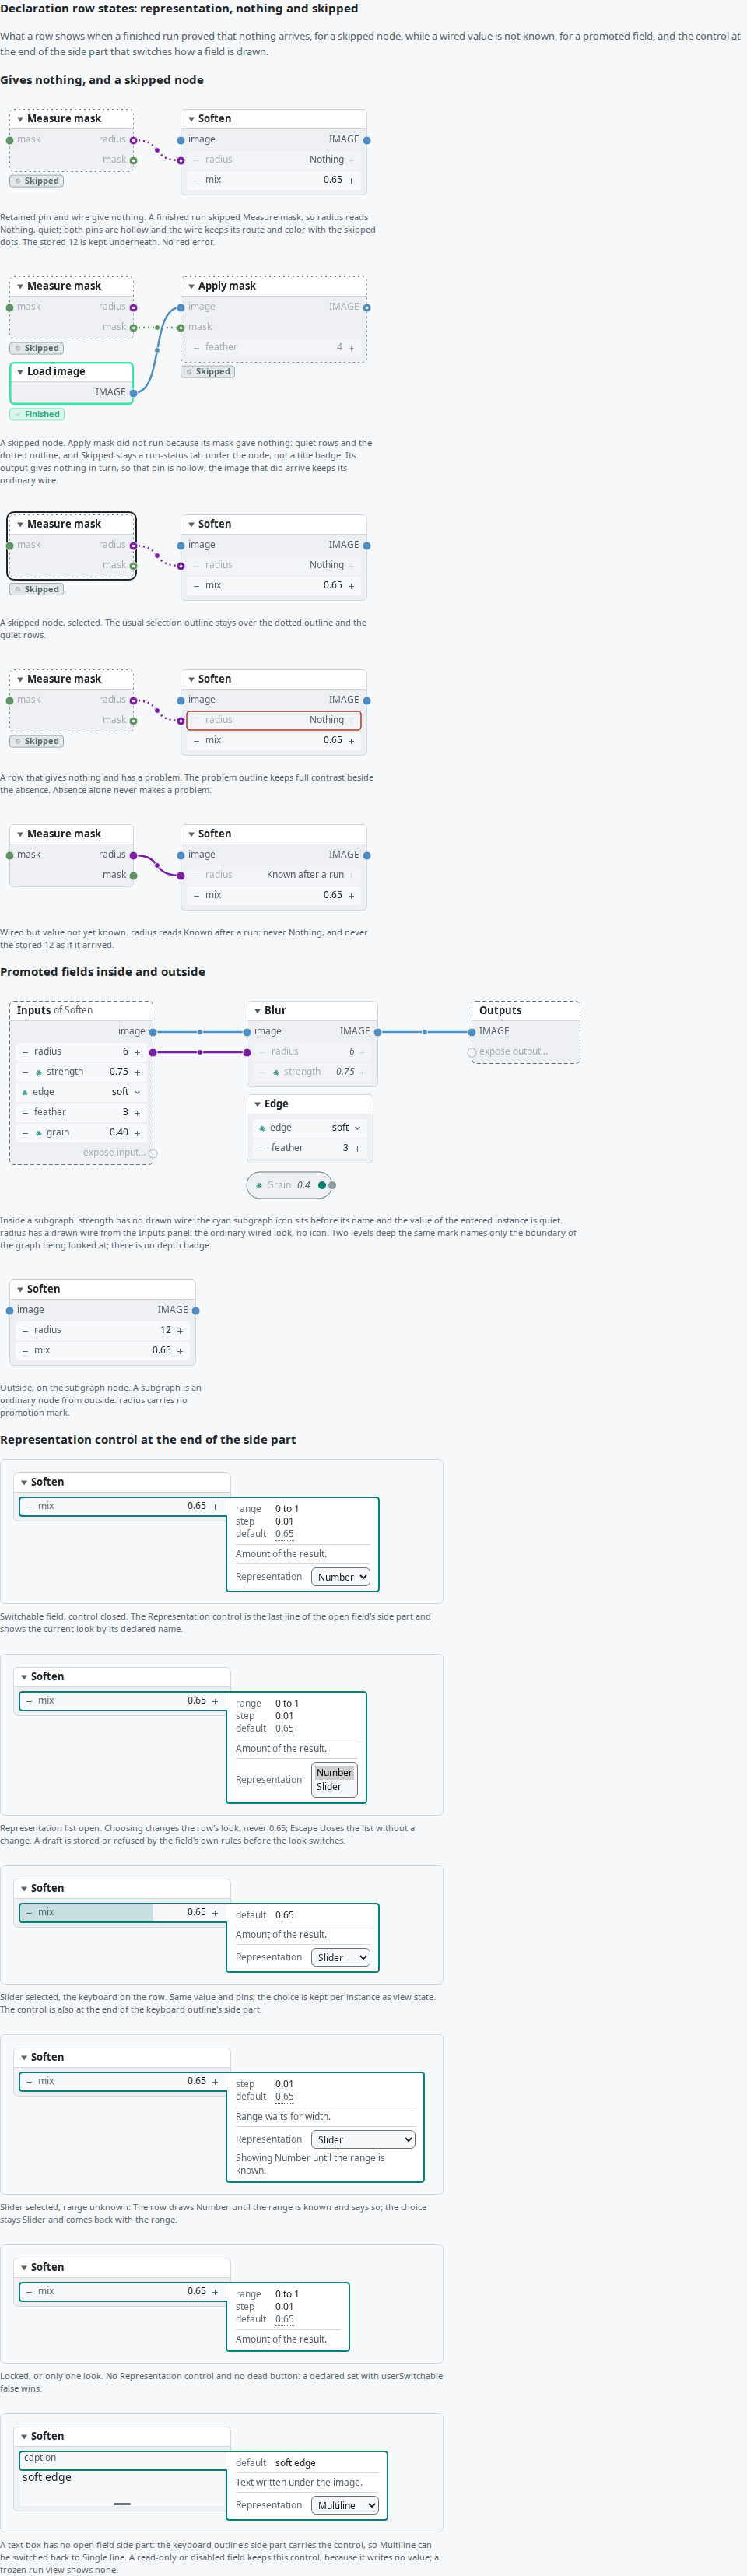 Declaration row states: representation, nothing and skipped
What a row shows when a finished run proved that nothing arrives, for a skipped node, while a wired value is not known, for a promoted field, and the control at
the end of the side part that switches how a field is drawn.
Gives nothing, and a skipped node
Measure mask
Soften
mask radius
image IMAGE
mask
− radius Nothing +
Skipped
− mix 0.65 +
Retained pin and wire give nothing. A finished run skipped Measure mask, so radius reads
Nothing, quiet; both pins are hollow and the wire keeps its route and color with the skipped
dots. The stored 12 is kept underneath. No red error.
Measure mask
Apply mask
mask radius
image IMAGE
mask
mask
Skipped
− feather 4 +
Load image
Skipped
IMAGE
Finished
A skipped node. Apply mask did not run because its mask gave nothing: quiet rows and the
dotted outline, and Skipped stays a run-status tab under the node, not a title badge. Its
output gives nothing in turn, so that pin is hollow; the image that did arrive keeps its
ordinary wire.
Measure mask
Soften
mask radius
image IMAGE
mask
− radius Nothing +
Skipped
− mix 0.65 +
A skipped node, selected. The usual selection outline stays over the dotted outline and the
quiet rows.
Measure mask
Soften
mask radius
image IMAGE
mask
− radius Nothing +
Skipped
− mix 0.65 +
A row that gives nothing and has a problem. The problem outline keeps full contrast beside
the absence. Absence alone never makes a problem.
Measure mask
Soften
mask radius
image IMAGE
mask
− radius Known after a run +
− mix 0.65 +
Wired but value not yet known. radius reads Known after a run: never Nothing, and never
the stored 12 as if it arrived.
Promoted fields inside and outside
Inputs of Soften
Blur
Outputs
image
image IMAGE
IMAGE
− radius 6 +
− radius 6 +
expose output...
− strength 0.75 +
− strength 0.75 +
edge soft
Edge
− feather 3 +
edge soft
− grain 0.40 +
− feather 3 +
expose input...
Grain 0.4
Inside a subgraph. strength has no drawn wire: the cyan subgraph icon sits before its name and the value of the entered instance is quiet.
radius has a drawn wire from the Inputs panel: the ordinary wired look, no icon. Two levels deep the same mark names only the boundary of
the graph being looked at; there is no depth badge.
Soften
image IMAGE
− radius 12 +
− mix 0.65 +
Outside, on the subgraph node. A subgraph is an
ordinary node from outside: radius carries no
promotion mark.
Representation control at the end of the side part
Soften
− mix 0.65 +
range 0 to 1
step 0.01
default 0.65
Amount of the result.
Representation Number
Switchable field, control closed. The Representation control is the last line of the open field's side part and
shows the current look by its declared name.
Soften
− mix 0.65 +
range 0 to 1
step 0.01
default 0.65
Amount of the result.
Representation
Number
Slider
Representation list open. Choosing changes the row's look, never 0.65; Escape closes the list without a
change. A draft is stored or refused by the field's own rules before the look switches.
Soften
− mix 0.65 +
default 0.65
Amount of the result.
Representation Slider
Slider selected, the keyboard on the row. Same value and pins; the choice is kept per instance as view state.
The control is also at the end of the keyboard outline's side part.
Soften
− mix 0.65 +
step 0.01
default 0.65
Range waits for width.
Representation Slider
Showing Number until the range is
known.
Slider selected, range unknown. The row draws Number until the range is known and says so; the choice
stays Slider and comes back with the range.
Soften
− mix 0.65 +
range 0 to 1
step 0.01
default 0.65
Amount of the result.
Locked, or only one look. No Representation control and no dead button: a declared set with userSwitchable
false wins.
Soften
caption
soft edge
default soft edge
Text written under the image.
Representation Multiline
A text box has no open field side part: the keyboard outline's side part carries the control, so Multiline can
be switched back to Single line. A read-only or disabled field keeps this control, because it writes no value; a
frozen run view shows none.